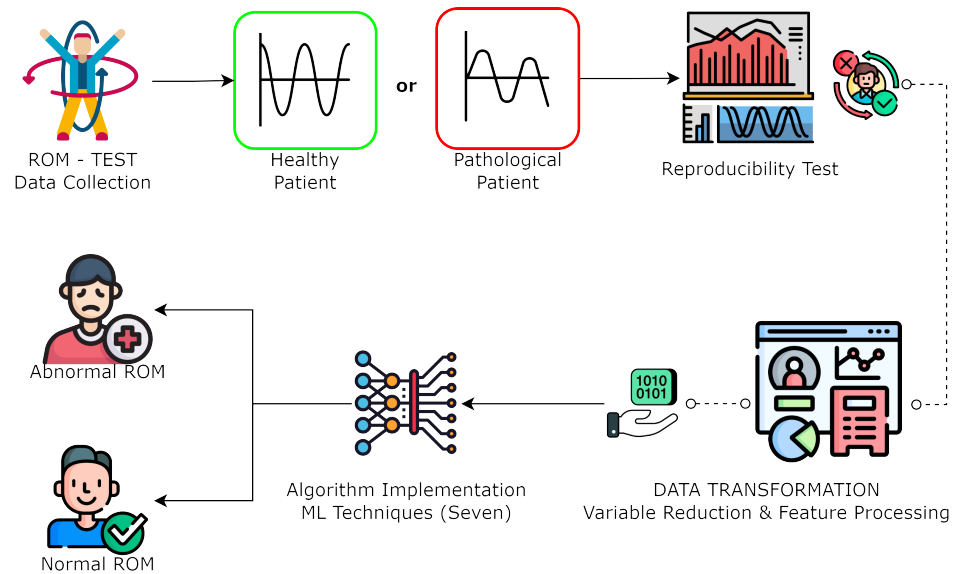 ROM - TEST
Data Collection
Healthy
Patient
or
Pathological
Patient
Reproducibility Test
Abnormal ROM
Normal ROM
Algorithm Implementation
ML Techniques (Seven)
1010
0101
DATA TRANSFORMATION
Variable Reduction & Feature Processing